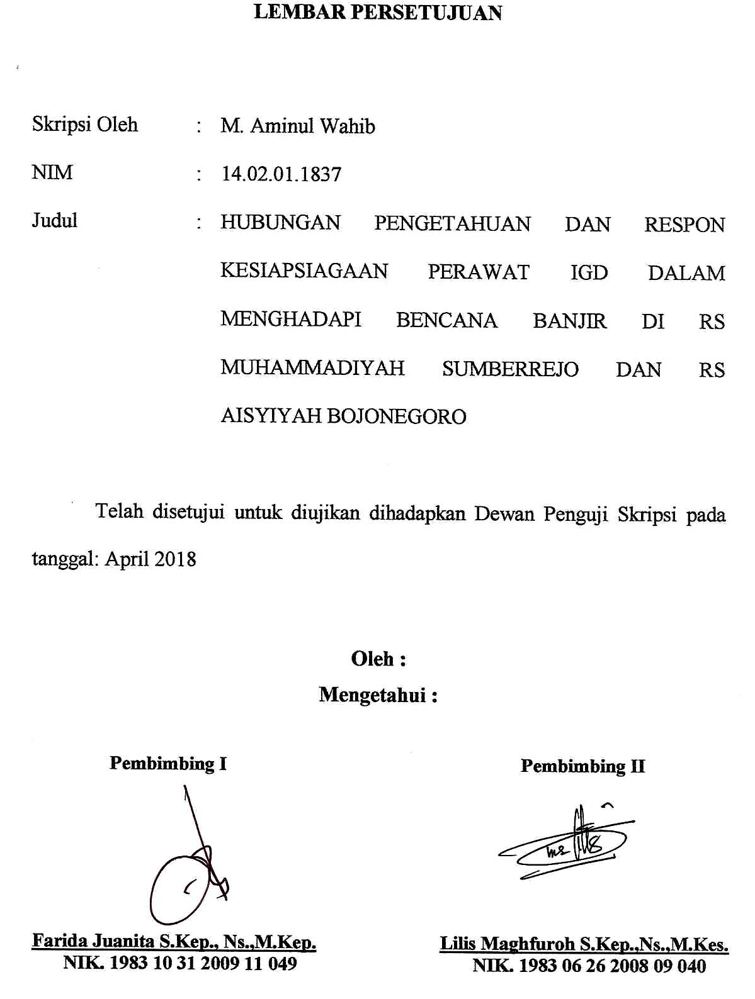 LEMBAR PERSETUJUAN
Skripsi Oleh : M. Aminul Wahib
NIM : 14.02.01.1837
Judul : HUBUNGAN PENGETAHUAN DAN RESPON
KESIAPSIAGAAN PERAWAT IGD DALAM
MENGHADAPI BENCANA BANJIR DI RS
MUHAMMADIYAH SUMBERREJO DAN RS
AISYIYAH BOJONEGORO
Telah disetujui untuk diujikan dihadapkan Dewan Penguji Skripsi pada
tanggal: April 2018
Oleh :
Mengetahui :
Pembimbing I
Pembimbing II
Farida Juanita S.Kep., Ns.,M.Kep.
NIK. 1983 10 31 2009 11 049
Lilis Maghfuroh S.Kep.,Ns.,M.Kes.
NIK. 1983 06 26 2008 09 040